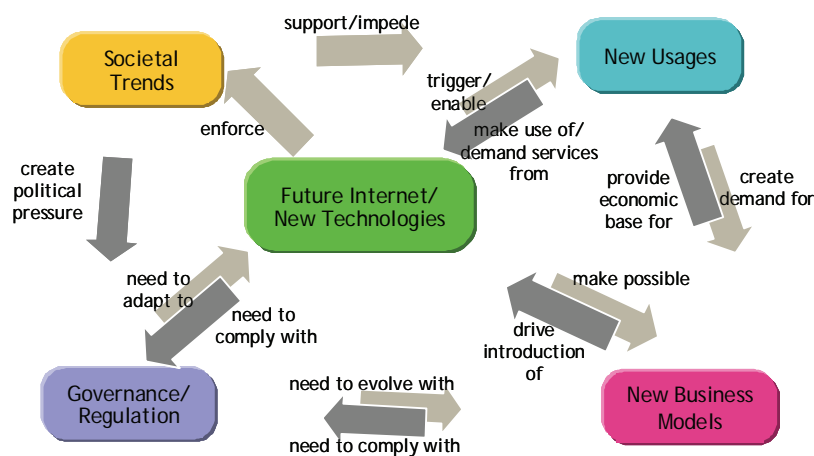 support/impede
Societal
Trends
New Usages
trigger/
enable
make use of/
demand services
from
enforce
create
political
pressure
Future Internet/
New Technologies
provide
economic
base for
create
demand for
need to
adapt to
need to
comply with
make possible
drive
introduction
of
Governance/
Regulation
need to evolve with
need to comply with
New Business
Models